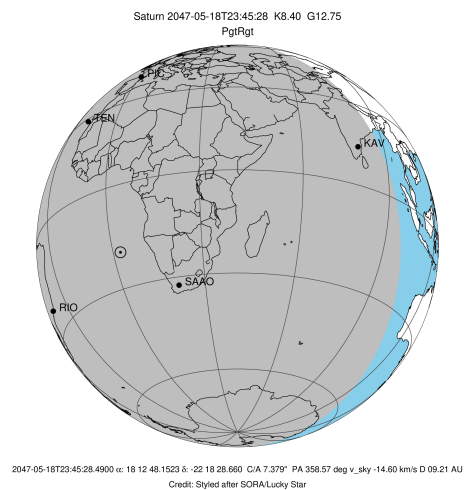 Saturn 2047-05-18T23:45:28 K8.40 G12.75
PgtRgt
PIC
TEN
KAV
SAAO
RIO
2047-05-18T23:45:28.4900 α: 18 12 48.1523 δ: -22 18 28.660 C/A 7.379" PA 358.57 deg v_sky -14.60 km/s D 09.21 AU
Credit: Styled after SORA/Lucky Star